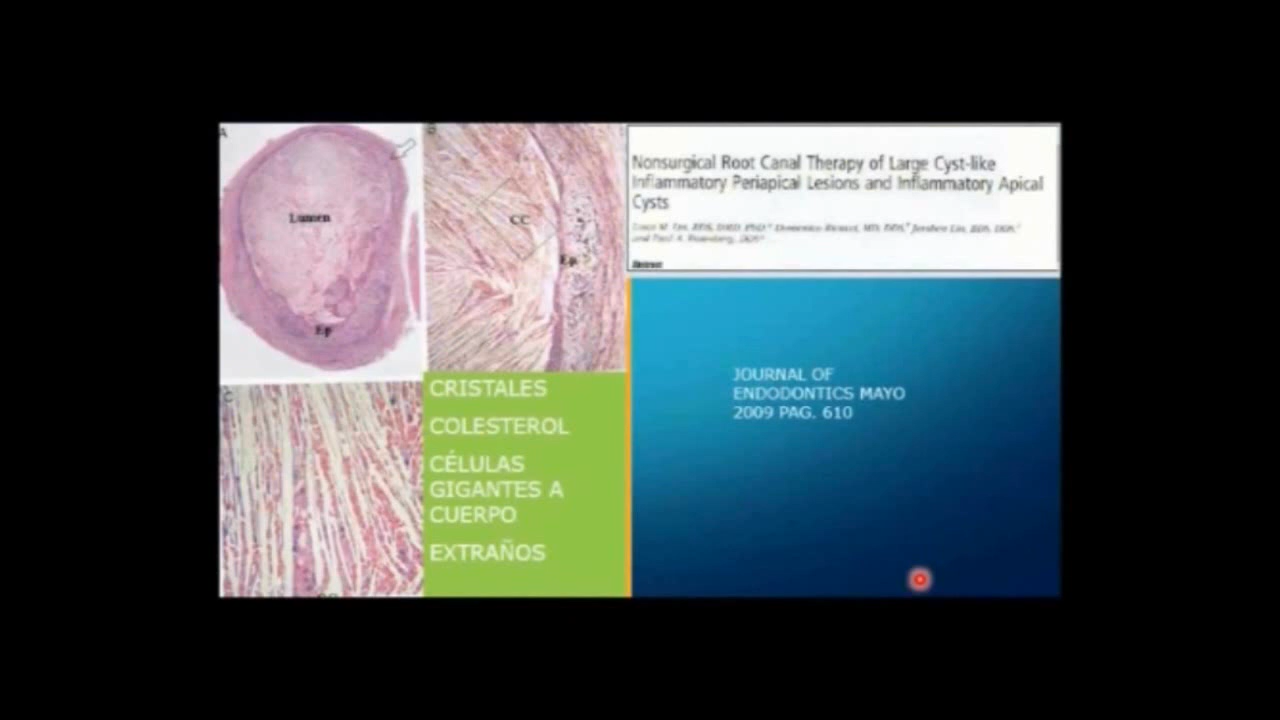 A
Lumen
Ep
B
CC
Ep
C
CRISTALES
COLESTEROL
CÉLULAS
GIGANTES A
CUERPO
EXTRAÑOS
Nonsurgical Root Canal Therapy of Large Cyst-like
Inflammatory Periapical Lesions and Inflammatory Apical
Cysts
Abstract
JOURNAL OF
ENDODONTICS MAYO
2009 PAG. 610